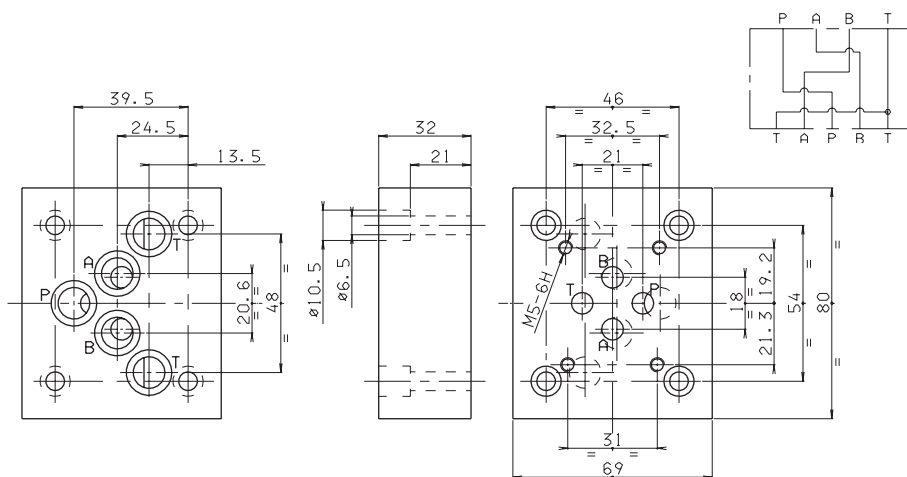 P A B T
T A P B T
39.5
24.5
13.5
T
A
P
B
T
20.6
=
=
48
=
=
32
21
ø10.5
ø6.5
46
= =
32.5
= =
21
= =
M5-6H
B
T
P
A
18
=
=
19.2
21.3
54
=
=
80
=
=
31
= =
69
= =